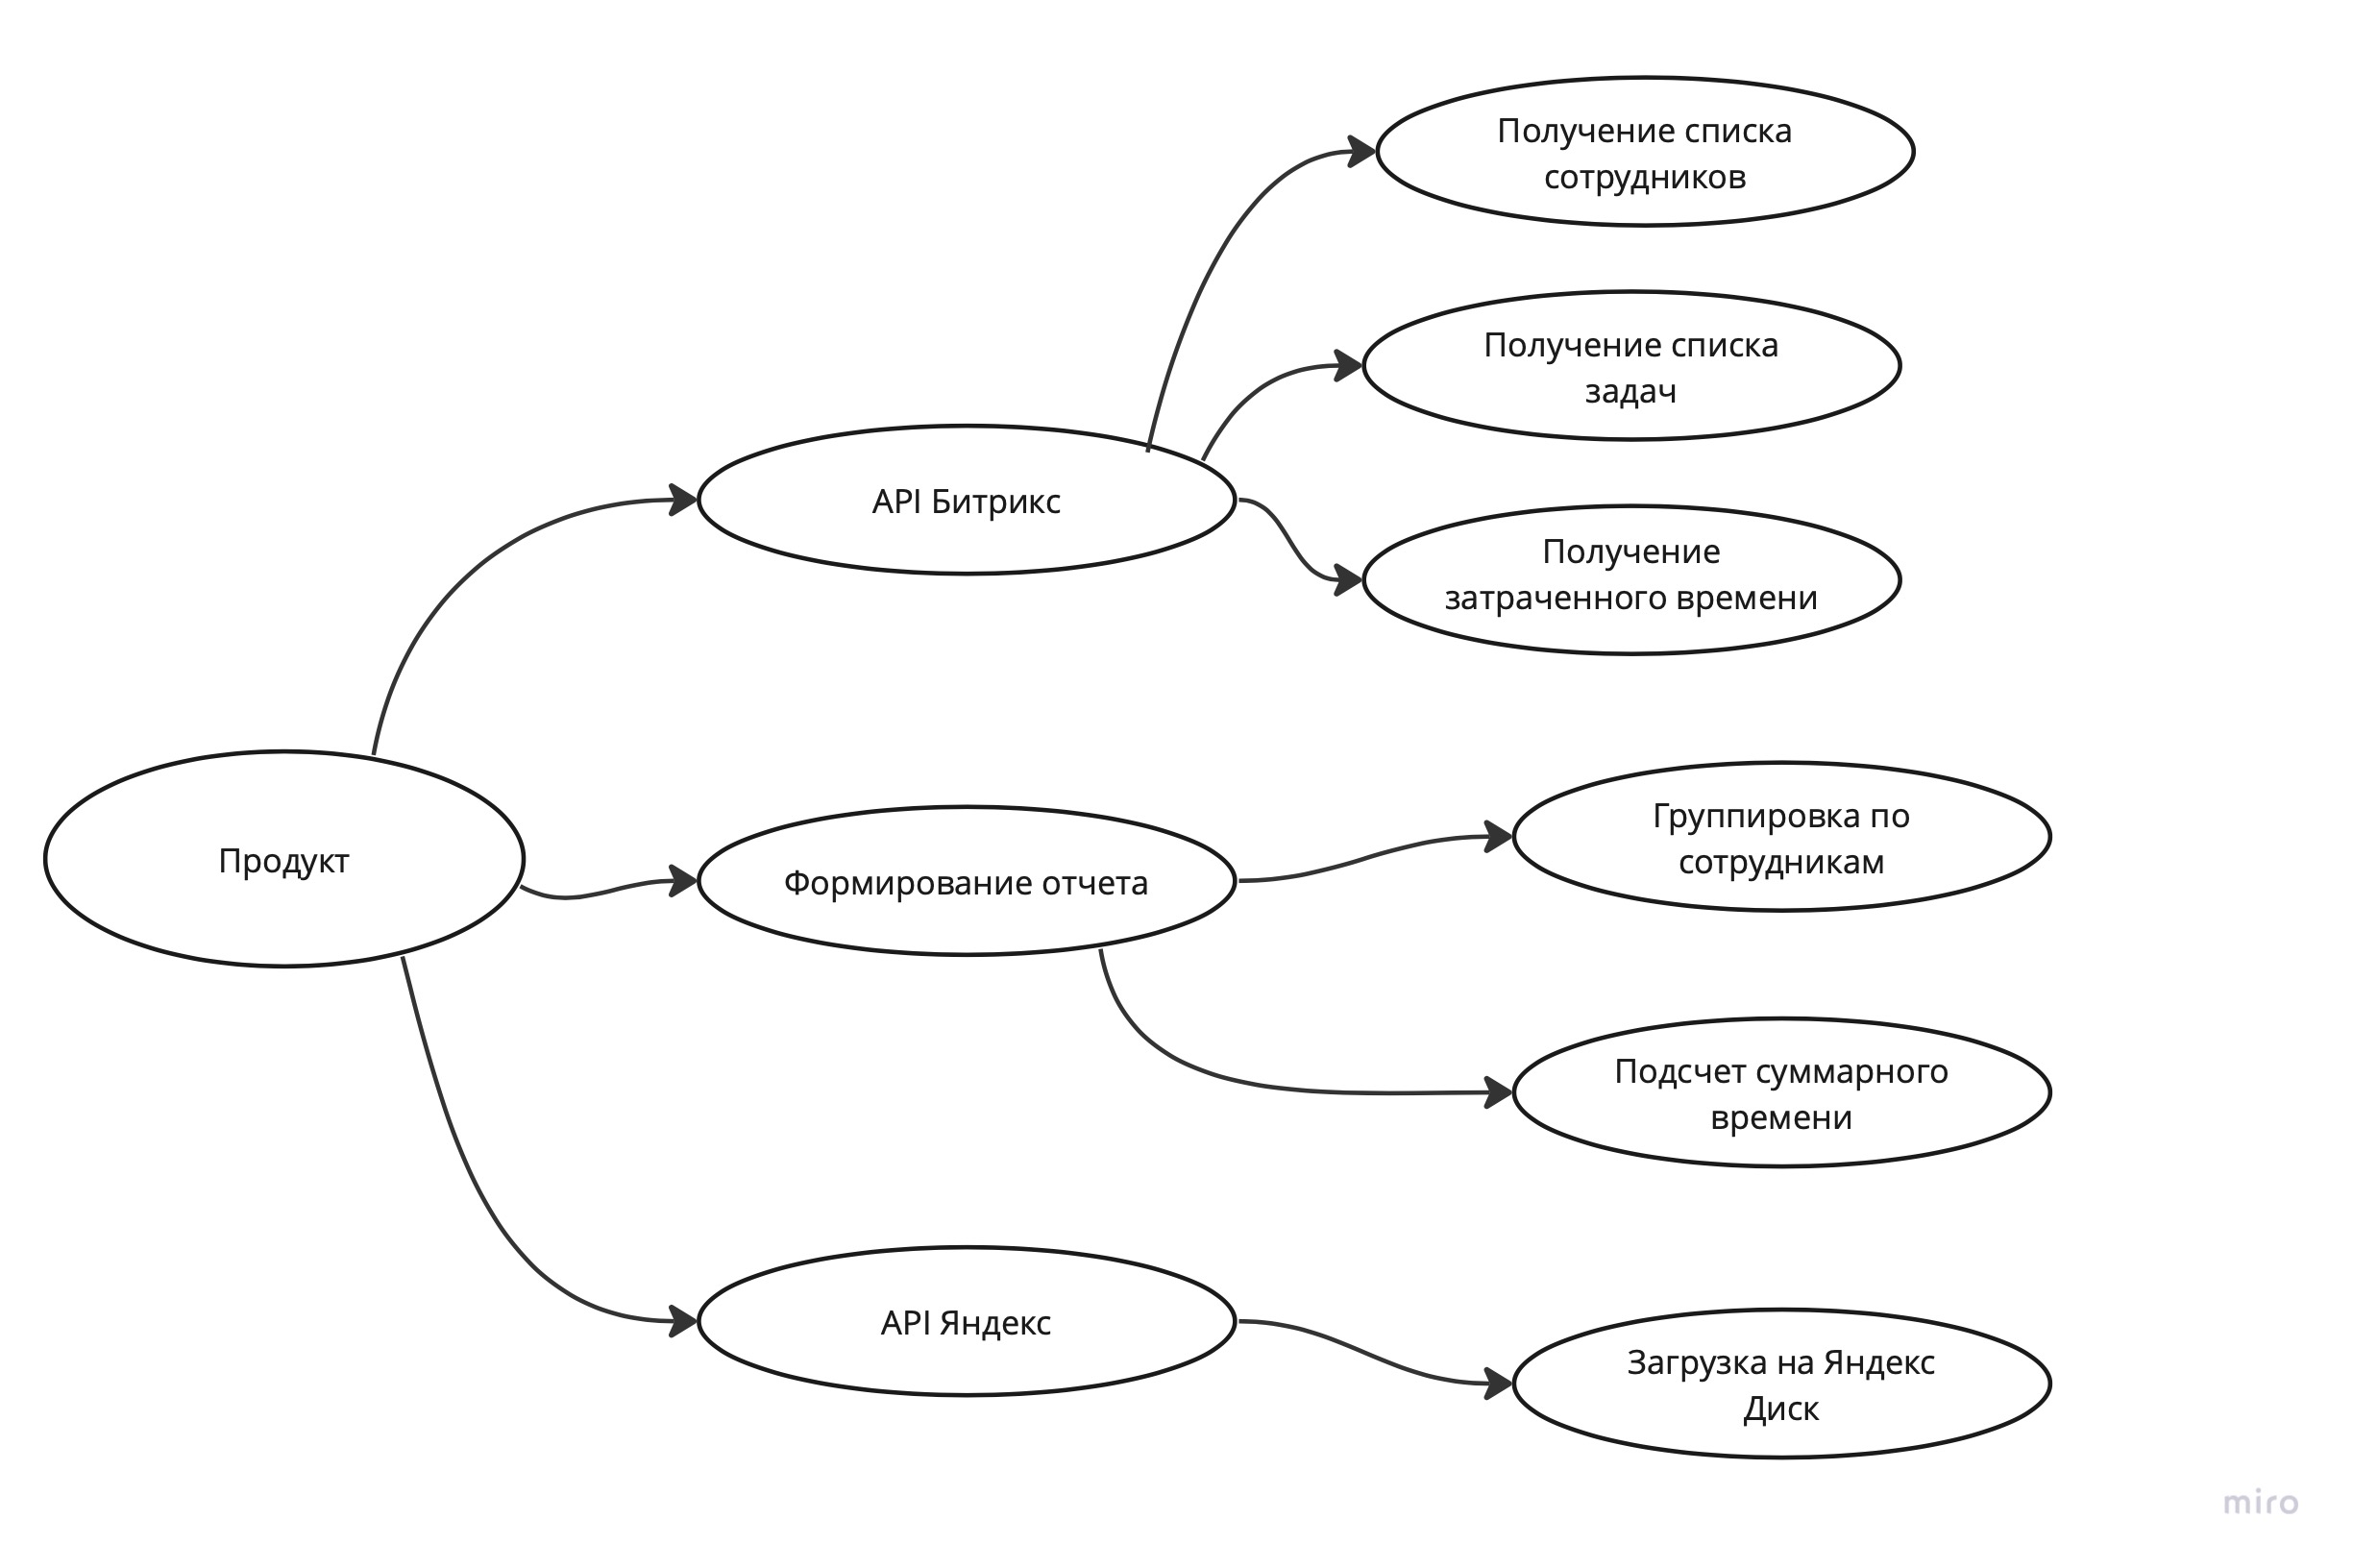 Получение списка
сотрудников
Получение списка
задач
API Битрикс
Получение
затраченного времени
Продукт
Формирование отчета
Группировка по
сотрудникам
Подсчет суммарного
времени
API Яндекс
Загрузка на Яндекс
Диск
miro